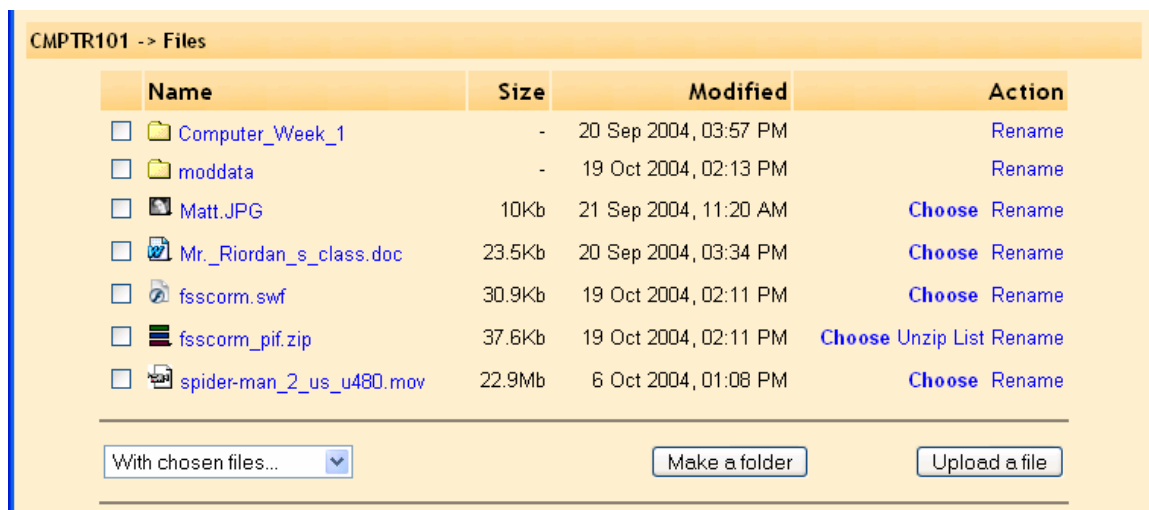 CMPTR101 -> Files
Name Size Modified Action
Computer_Week_1 - 20 Sep 2004, 03:57 PM Rename
moddata - 19 Oct 2004, 02:13 PM Rename
Matt.JPG 10Kb 21 Sep 2004, 11:20 AM Choose Rename
Mr._Riordan_s_class.doc 23.5Kb 20 Sep 2004, 03:34 PM Choose Rename
fsscorm.swf 30.9Kb 19 Oct 2004, 02:11 PM Choose Rename
fsscorm_pif.zip 37.6Kb 19 Oct 2004, 02:11 PM Choose Unzip List Rename
spider-man_2_us_u480.mov 22.9Mb 6 Oct 2004, 01:08 PM Choose Rename
With chosen files... Make a folder Upload a file